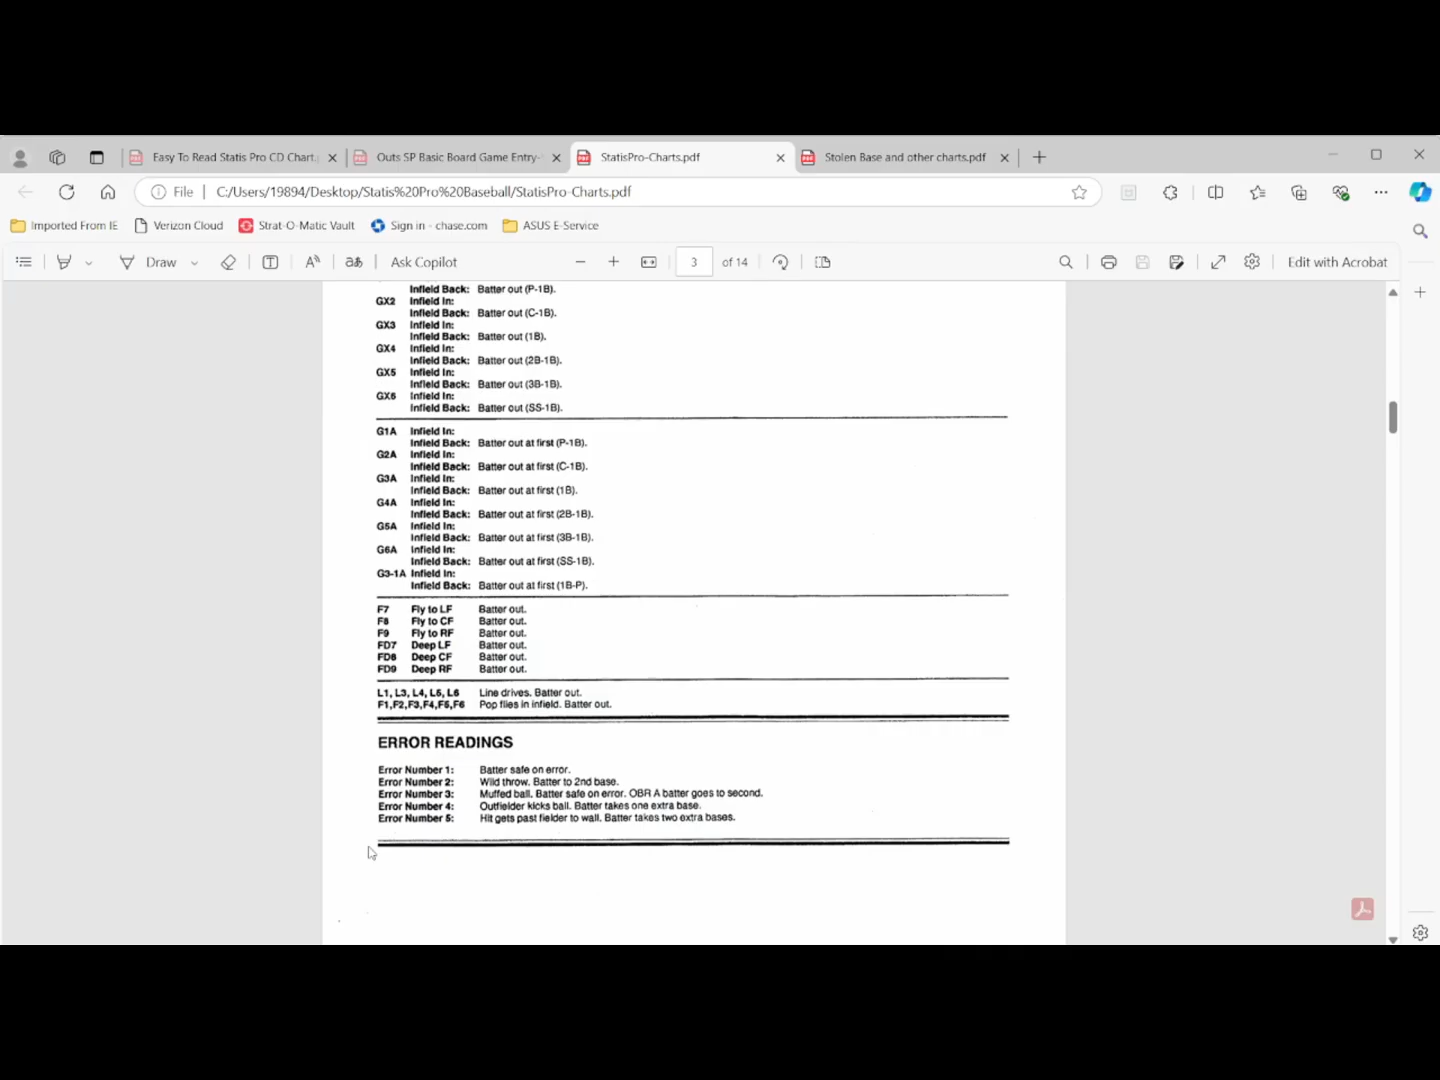 Easy To Read Statis Pro CD Chart.
Outs SP Basic Board Game Entry-
StatisPro-Charts.pdf
Stolen Base and other charts.pdf
File
C:/Users/19894/Desktop/Statis%20Pro%20Baseball/StatisPro-Charts.pdf
Imported From IE
Verizon Cloud
Strat-O-Matic Vault
Sign in - chase.com
ASUS E-Service
Draw
Ask Copilot
3 of 14
Edit with Acrobat
Infield Back: Batter out (P-1B).
GX2 Infield In:
Infield Back: Batter out (C-1B).
GX3 Infield In:
Infield Back: Batter out (1B).
GX4 Infield In:
Infield Back: Batter out (2B-1B).
GX5 Infield In:
Infield Back: Batter out (3B-1B).
GX6 Infield In:
Infield Back: Batter out (SS-1B).
G1A Infield In:
Infield Back: Batter out at first (P-1B).
G2A Infield In:
Infield Back: Batter out at first (C-1B).
G3A Infield In:
Infield Back: Batter out at first (1B).
G4A Infield In:
Infield Back: Batter out at first (2B-1B).
G5A Infield In:
Infield Back: Batter out at first (3B-1B).
G6A Infield In:
Infield Back: Batter out at first (SS-1B).
G3-1A Infield In:
Infield Back: Batter out at first (1B-P).
F7 Fly to LF Batter out.
F8 Fly to CF Batter out.
F9 Fly to RF Batter out.
FD7 Deep LF Batter out.
FD8 Deep CF Batter out.
FD9 Deep RF Batter out.
L1, L3, L4, L5, L6 Line drives. Batter out.
F1,F2,F3,F4,F5,F6 Pop flies in infield. Batter out.
ERROR READINGS
Error Number 1: Batter safe on error.
Error Number 2: Wild throw. Batter to 2nd base.
Error Number 3: Muffed ball. Batter safe on error. OBR A batter goes to second.
Error Number 4: Outfielder kicks ball. Batter takes one extra base.
Error Number 5: Hit gets past fielder to wall. Batter takes two extra bases.